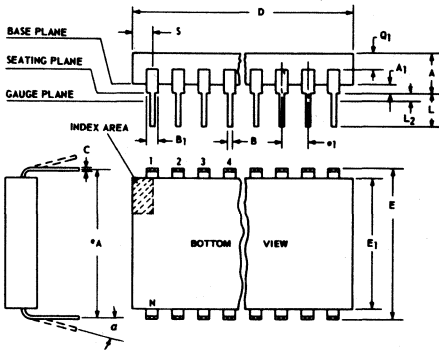 D
S
Q1
BASE PLANE
A1
SEATING PLANE
A
GAUGE PLANE
L
L2
INDEX AREA
B1
B
e1
C
1 2 3 4
eA
E1
E
BOTTOM VIEW
N
α